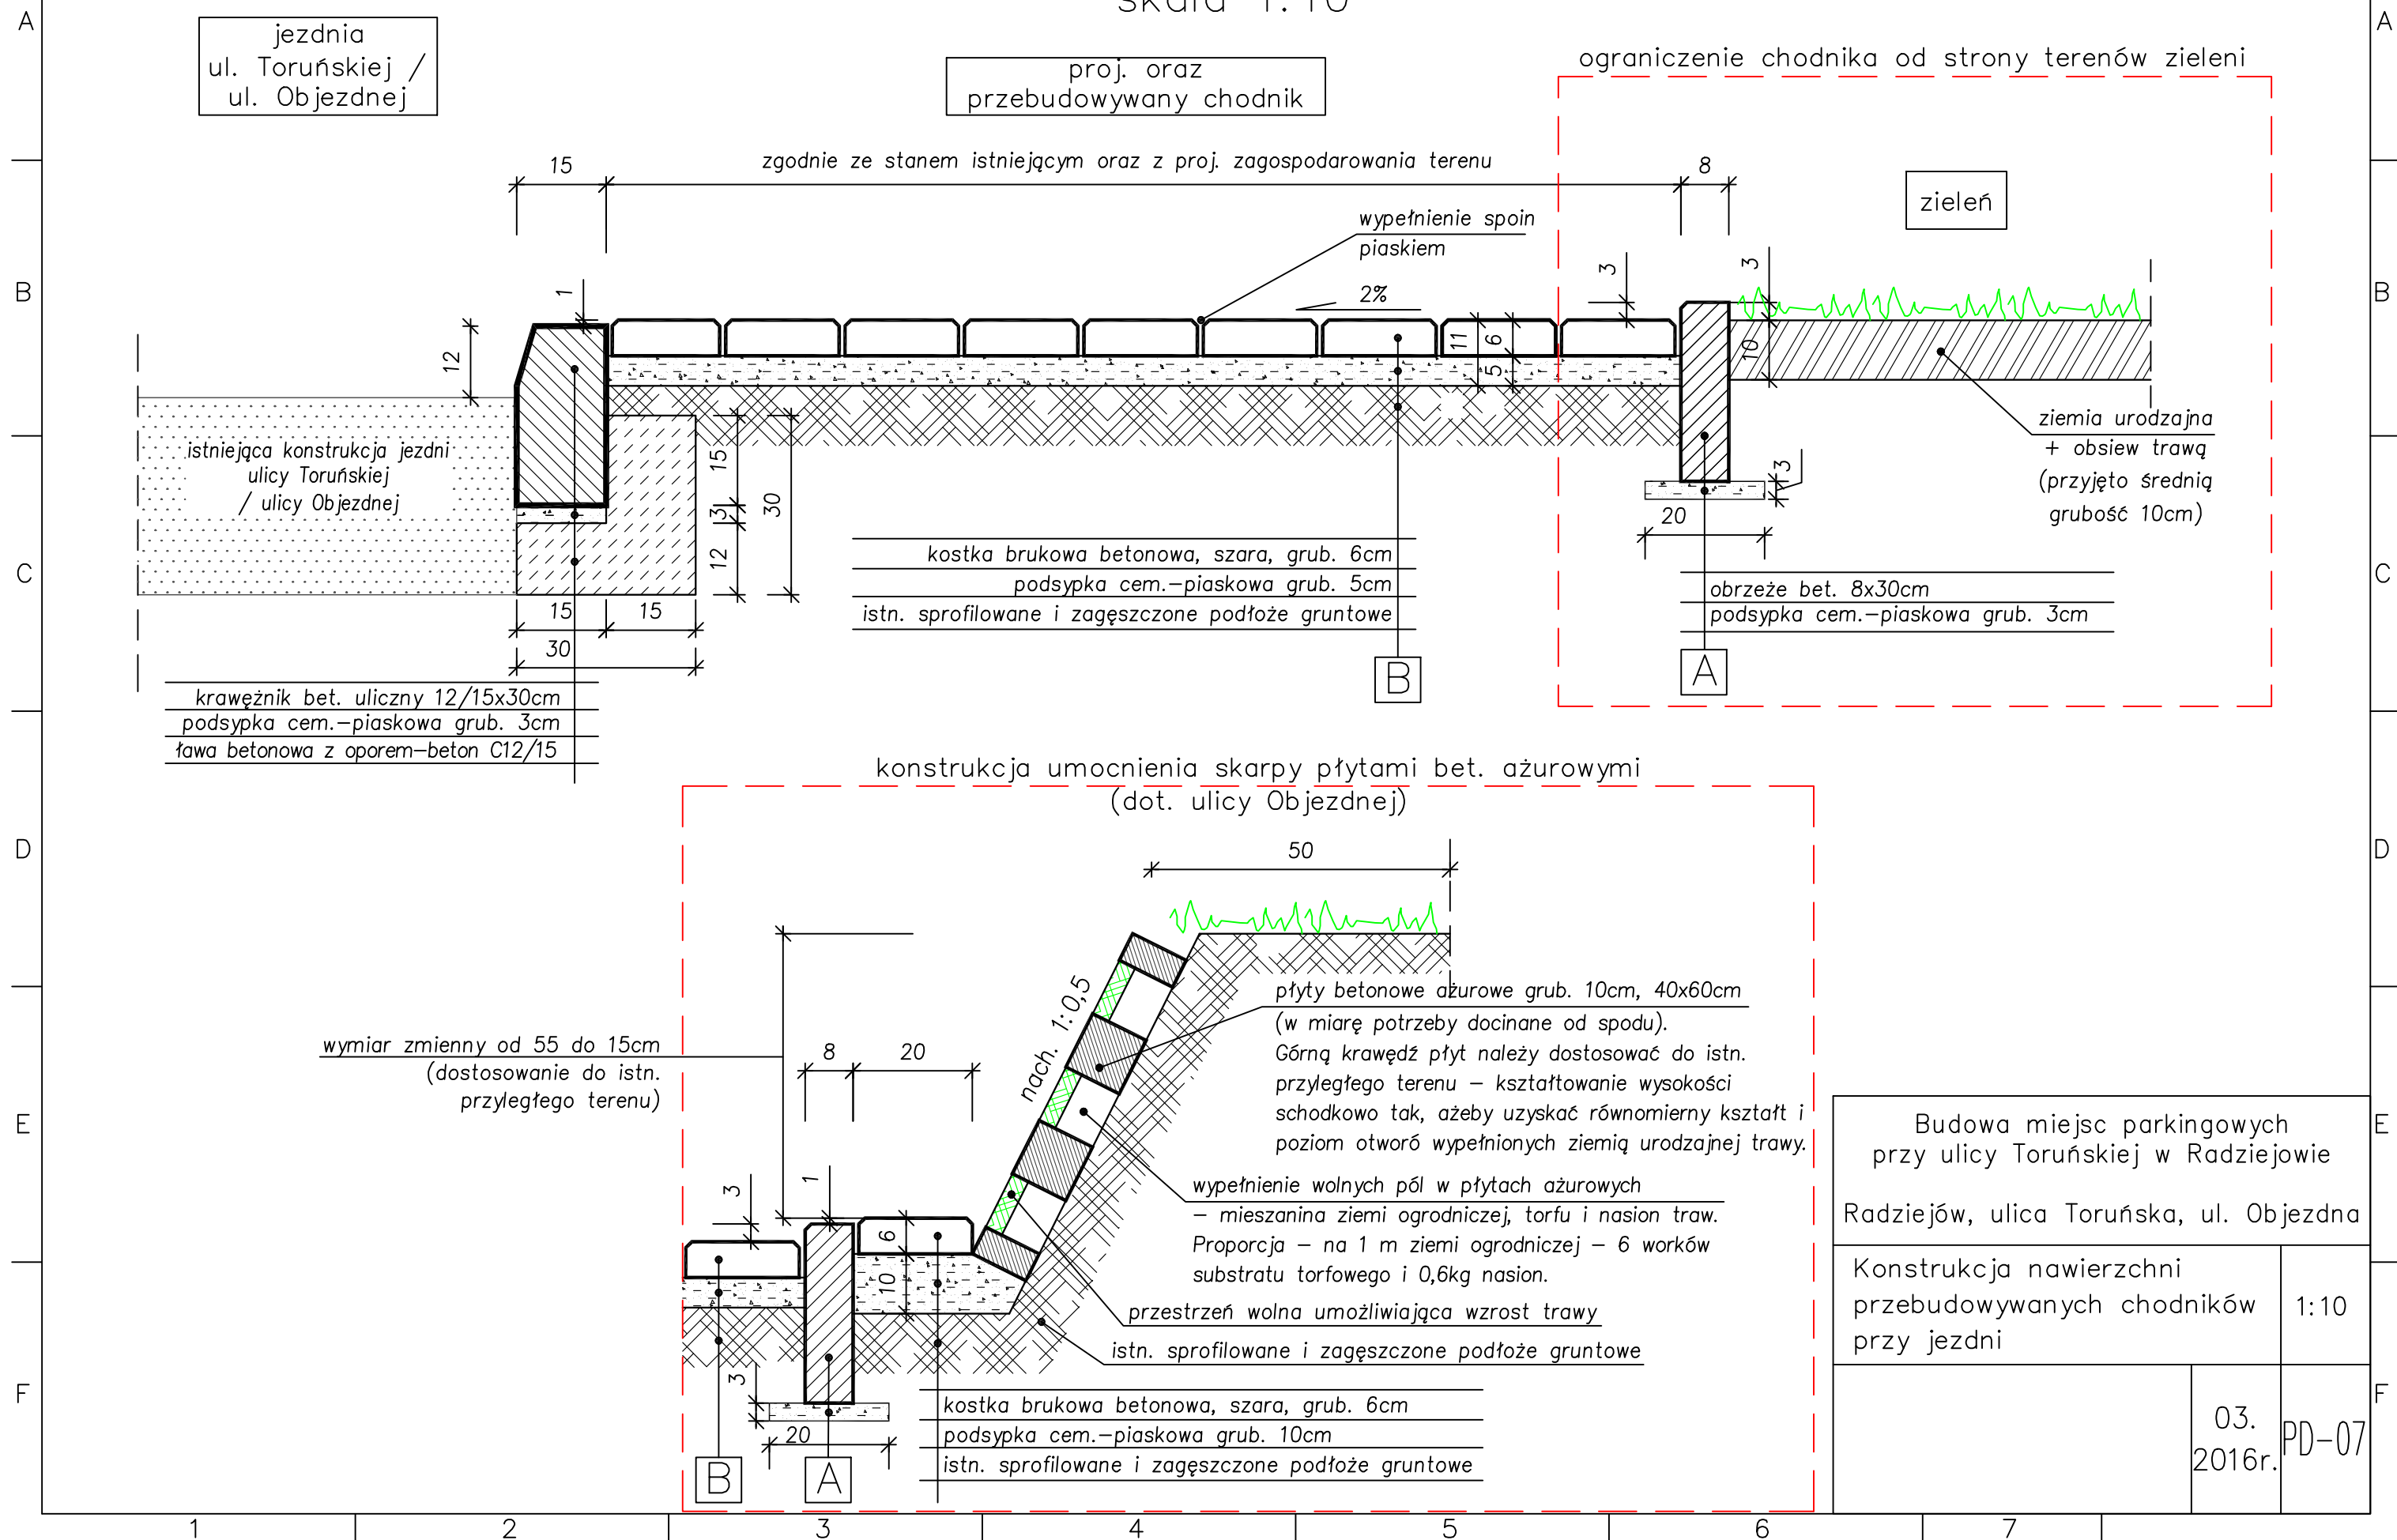 skala 1:10
A
A
jezdnia
ul. Toruńskiej /
ul. Objezdnej
proj. oraz
przebudowywany chodnik
ograniczenie chodnika od strony terenów zieleni
15
zgodnie ze stanem istniejącym oraz z proj. zagospodarowania terenu
8
zieleń
wypełnienie spoin
piaskiem
2%
3
3
B
B
1
12
11
6
5
10
istniejąca konstrukcja jezdni
ulicy Toruńskiej
/ ulicy Objezdnej
15
3
12
30
ziemia urodzajna
+ obsiew trawą
(przyjęto średnią
grubość 10cm)
3
20
C
C
kostka brukowa betonowa, szara, grub. 6cm
podsypka cem.-piaskowa grub. 5cm
istn. sprofilowane i zagęszczone podłoże gruntowe
obrzeże bet. 8x30cm
podsypka cem.-piaskowa grub. 3cm
15
15
30
B
A
krawężnik bet. uliczny 12/15x30cm
podsypka cem.-piaskowa grub. 3cm
ława betonowa z oporem-beton C12/15
konstrukcja umocnienia skarpy płytami bet. ażurowymi
(dot. ulicy Objezdnej)
D
D
50
nach. 1:0,5
płyty betonowe ażurowe grub. 10cm, 40x60cm
(w miarę potrzeby docinane od spodu).
Górną krawędź płyt należy dostosować do istn.
przyległego terenu - kształtowanie wysokości
schodkowo tak, ażeby uzyskać równomierny kształt i
poziom otworó wypełnionych ziemią urodzajnej trawy.
wymiar zmienny od 55 do 15cm
(dostosowanie do istn.
przyległego terenu)
8
20
E
E
3
1
6
10
wypełnienie wolnych pól w płytach ażurowych
- mieszanina ziemi ogrodniczej, torfu i nasion traw.
Proporcja - na 1 m ziemi ogrodniczej - 6 worków
substratu torfowego i 0,6kg nasion.
przestrzeń wolna umożliwiająca wzrost trawy
istn. sprofilowane i zagęszczone podłoże gruntowe
3
20
kostka brukowa betonowa, szara, grub. 6cm
podsypka cem.-piaskowa grub. 10cm
istn. sprofilowane i zagęszczone podłoże gruntowe
B
A
F
F
Budowa miejsc parkingowych
przy ulicy Toruńskiej w Radziejowie
Radziejów, ulica Toruńska, ul. Objezdna
Konstrukcja nawierzchni
przebudowywanych chodników
przy jezdni
1:10
03.
2016r.
PD-07
1
2
3
4
5
6
7